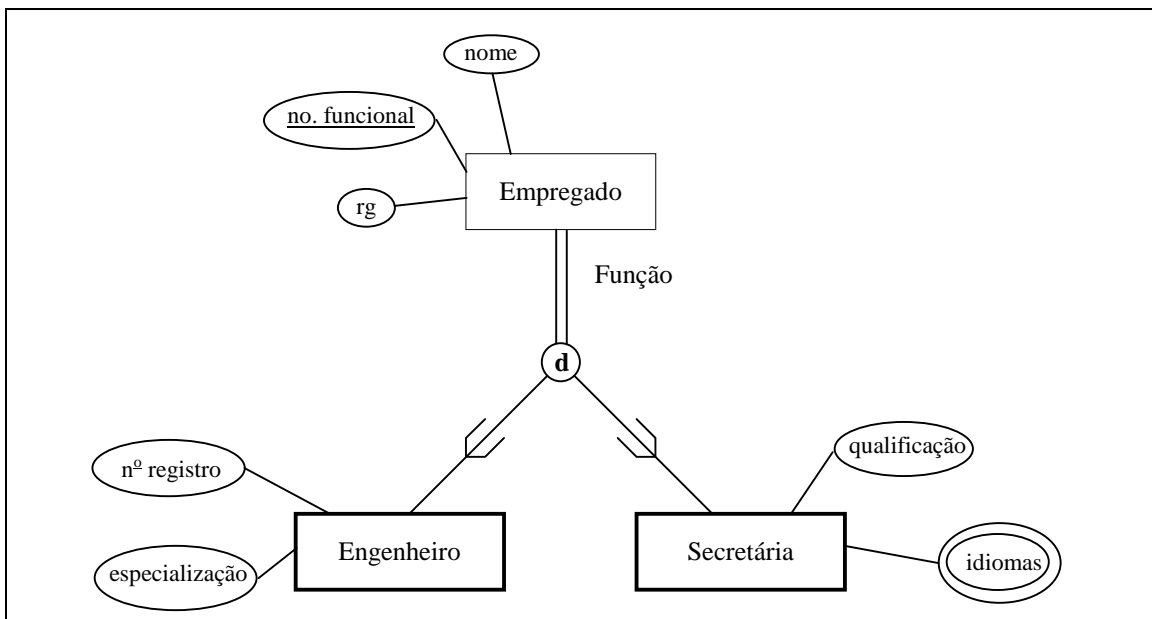 nome
no. funcional
rg
Empregado
Função
d
nº registro
especialização
Engenheiro
Secretária
qualificação
idiomas